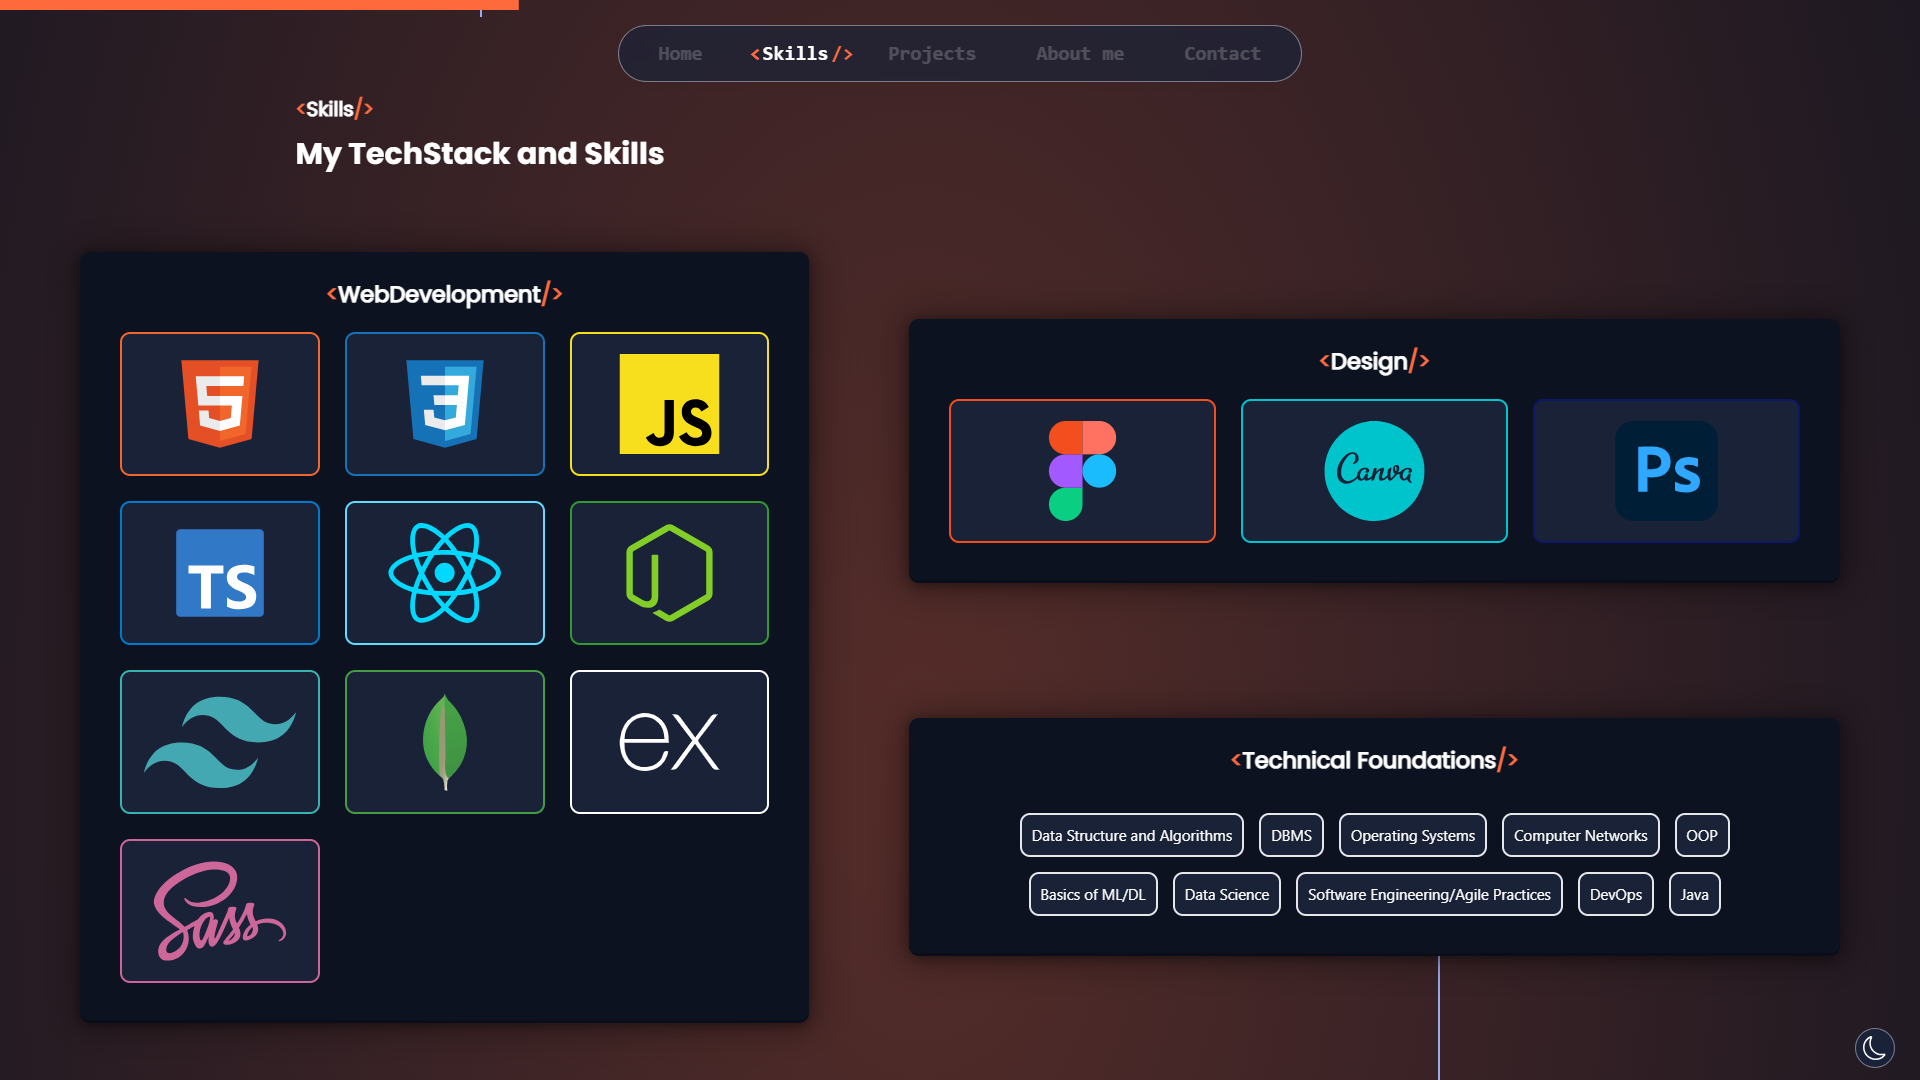 Home <Skills/> Projects About me Contact
<Skills/>
My TechStack and Skills
<WebDevelopment/>
5 3 JS
TS
ex
Sass
<Design/>
Canva Ps
<Technical Foundations/>
Data Structure and Algorithms DBMS Operating Systems Computer Networks OOP
Basics of ML/DL Data Science Software Engineering/Agile Practices DevOps Java